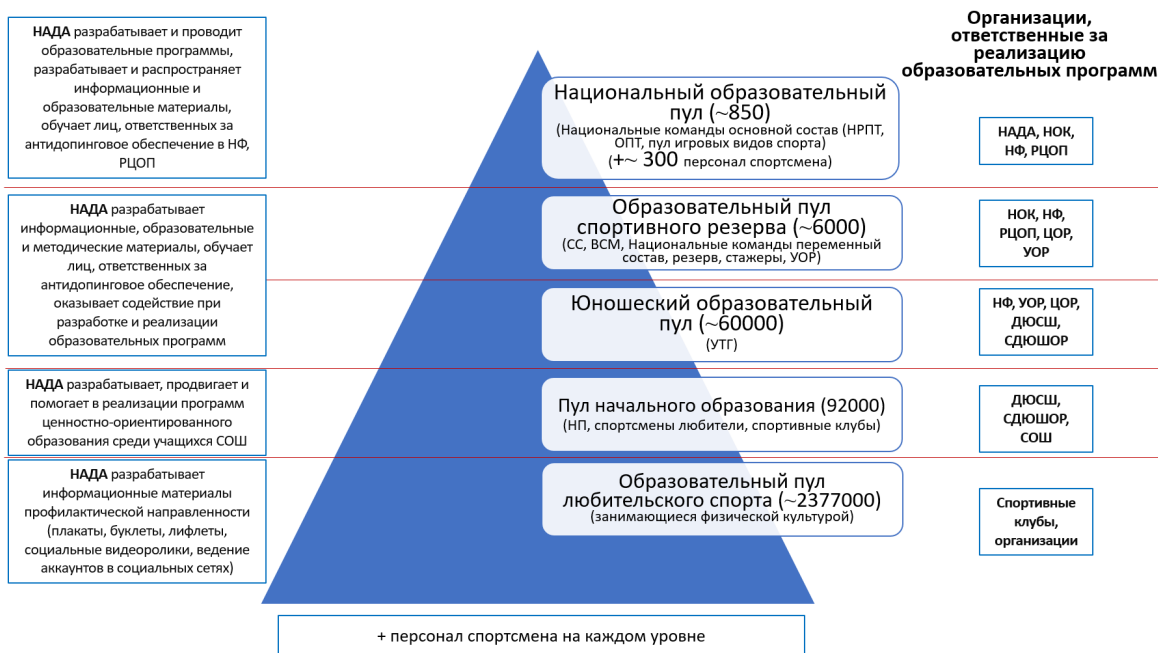 НАДА разрабатывает и проводит
образовательные программы,
разрабатывает и распространяет
информационные и
образовательные материалы,
обучает лиц, ответственных за
антидопинговое обеспечение в НФ,
РЦОП
Национальный образовательный
пул (~850)
(Национальные команды основной состав (НРПТ,
ОПТ, пул игровых видов спорта)
(+~ 300 персонал спортсмена)
Организации,
ответственные за
реализацию
образовательных программ
НАДА, НОК,
НФ, РЦОП
НАДА разрабатывает
информационные, образовательные
и методические материалы, обучает
лиц, ответственных за
антидопинговое обеспечение,
оказывает содействие при
разработке и реализации
образовательных программ
Образовательный пул
спортивного резерва (~6000)
(СС, ВСМ, Национальные команды переменный
состав, резерв, стажеры, УОР)
НОК, НФ,
РЦОП, ЦОР,
УОР
Юношеский образовательный
пул (~60000)
(УТГ)
НФ, УОР, ЦОР,
ДЮСШ,
СДЮШОР
НАДА разрабатывает, продвигает и
помогает в реализации программ
ценностно-ориентированного
образования среди учащихся СОШ
Пул начального образования (92000)
(НП, спортсмены любители, спортивные клубы)
ДЮСШ,
СДЮШОР,
СОШ
НАДА разрабатывает
информационные материалы
профилактической направленности
(плакаты, буклеты, лифлеты,
социальные видеоролики, ведение
аккаунтов в социальных сетях)
Образовательный пул
любительского спорта (~2377000)
(занимающиеся физической культурой)
Спортивные
клубы,
организации
+ персонал спортсмена на каждом уровне